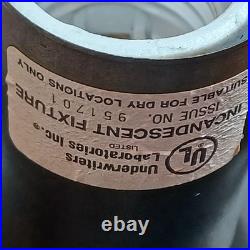 Underwriters
Laboratories Inc.®
LISTED
UL
INCANDESCENT FIXTURE
ISSUE NO.
951701
SUITABLE FOR DRY LOCATIONS ONLY